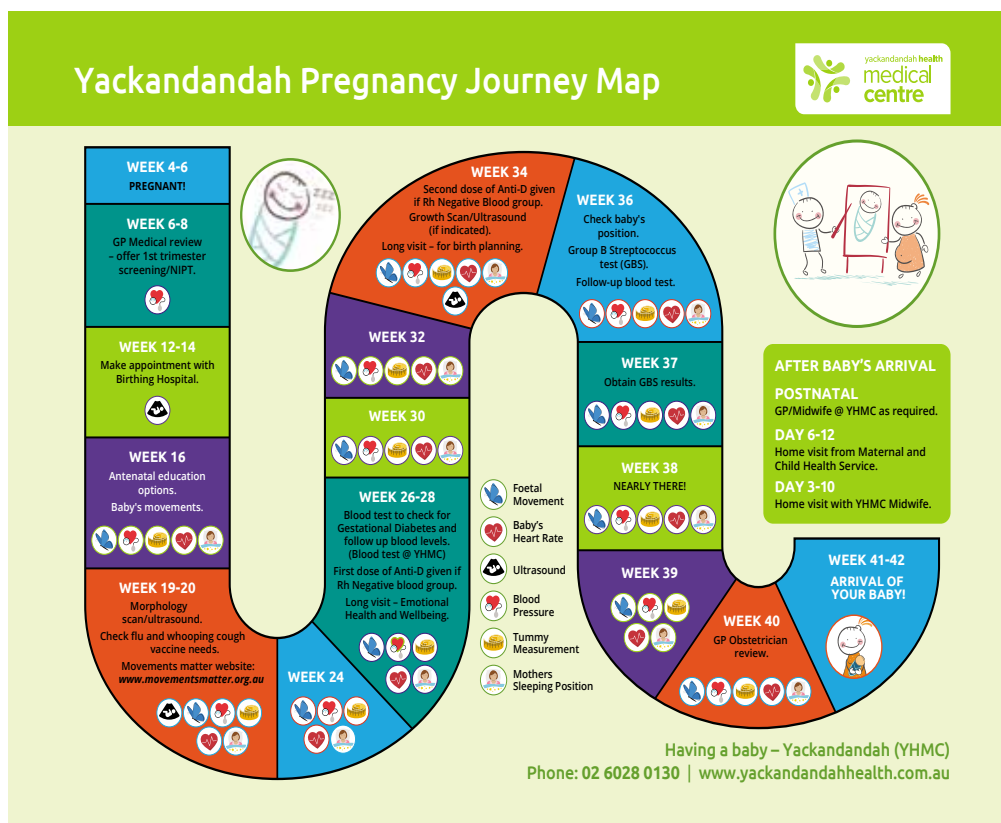 Yackandandah Pregnancy Journey Map
yackandandah health
medical
centre
WEEK 4-6
PREGNANT!
WEEK 6-8
GP Medical review
– offer 1st trimester
screening/NIPT.
WEEK 12-14
Make appointment with
Birthing Hospital.
WEEK 16
Antenatal education
options.
Baby's movements.
WEEK 19-20
Morphology
scan/ultrasound.
Check flu and whooping cough
vaccine needs.
Movements matter website:
www.movementsmatter.org.au
WEEK 24
WEEK 26-28
Blood test to check for
Gestational Diabetes and
follow up blood levels.
(Blood test @ YHMC)
First dose of Anti-D given if
Rh Negative blood group.
Long visit – Emotional
Health and Wellbeing.
WEEK 30
WEEK 32
WEEK 34
Second dose of Anti-D given
if Rh Negative Blood group.
Growth Scan/Ultrasound
(if indicated).
Long visit – for birth planning.
WEEK 36
Check baby's
position.
Group B Streptococcus
test (GBS).
Follow-up blood test.
WEEK 37
Obtain GBS results.
WEEK 38
NEARLY THERE!
WEEK 39
WEEK 40
GP Obstetrician
review.
WEEK 41-42
ARRIVAL OF
YOUR BABY!
Foetal
Movement
Baby's
Heart Rate
Ultrasound
Blood
Pressure
Tummy
Measurement
Mothers
Sleeping Position
AFTER BABY'S ARRIVAL
POSTNATAL
GP/Midwife @ YHMC as required.
DAY 6-12
Home visit from Maternal and
Child Health Service.
DAY 3-10
Home visit with YHMC Midwife.
Having a baby – Yackandandah (YHMC)
Phone: 02 6028 0130 | www.yackandandahhealth.com.au